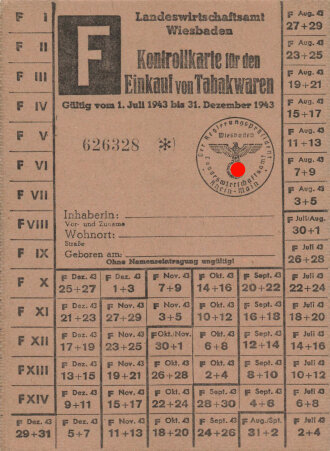 F I
F II
F III
F IV
F V
F VI
F VII
F VIII
F IX
F X
F XI
F XII
F XIII
F XIV
F Dez. 43
29+31
Landeswirtschaftsamt
Wiesbaden
F
Kontrollkarte für den
Einkauf von Tabakwaren
Gültig vom 1. Juli 1943 bis 31. Dezember 1943
626328 *)
Der Regierungspräsident
Wiesbaden
Landeswirtschaftsamt
Rhein-Main
Inhaberin:
Vor- und Zuname
Wohnort:
Straße
Geboren am:
Ohne Namenseintragung ungültig!
F Aug. 43
27+29
F Aug. 43
23+25
F Aug. 43
19+21
F Aug. 43
15+17
F Aug. 43
11+13
F Aug. 43
7+9
F Aug. 43
3+5
F Juli/Aug.
30+1
F Juli 43
26+28
F Dez. 43 F Dez. 43 F Nov. 43 F Okt. 43 F Sept. 43 F Juli 43
25+27 1+3 7+9 14+16 20+22 22+24
F Dez. 43 F Nov. 43 F Nov. 43 F Okt. 43 F Sept. 43 F Juli 43
21+23 27+29 3+5 10+12 16+18 18+20
F Dez. 43 F Nov. 43 F Okt./Nov. F Okt. 43 F Sept. 43 F Juli 43
17+19 23+25 30+1 6+8 12+14 14+16
F Dez. 43 F Nov. 43 F Okt. 43 F Okt. 43 F Sept. 43 F Juli 43
13+15 19+21 26+28 2+4 8+10 10+12
F Dez. 43 F Nov. 43 F Okt. 43 F Sept. 43 F Sept. 43 F Juli 43
9+11 15+17 22+24 28+30 4+6 6+8
F Dez. 43 F Nov. 43 F Okt. 43 F Sept. 43 F Aug./Spt. F Juli 43
5+7 11+13 18+20 24+26 31+2 2+4